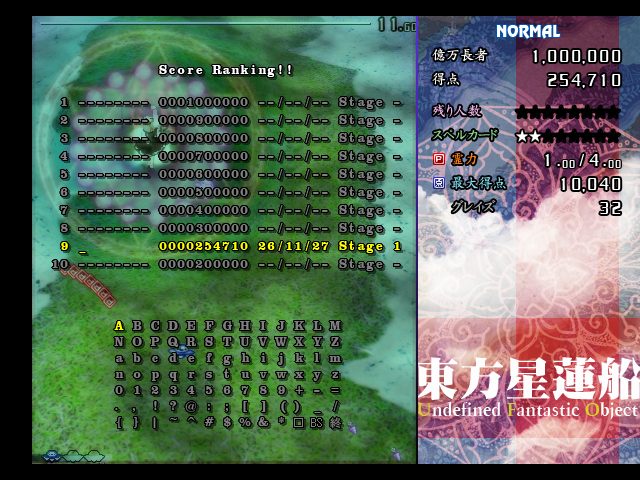 11.60
Score Ranking!!
1 -------- 0001000000 --/--/-- Stage -
2 -------- 0000900000 --/--/-- Stage -
3 -------- 0000800000 --/--/-- Stage -
4 -------- 0000700000 --/--/-- Stage -
5 -------- 0000600000 --/--/-- Stage -
6 -------- 0000500000 --/--/-- Stage -
7 -------- 0000400000 --/--/-- Stage -
8 -------- 0000300000 --/--/-- Stage -
9 _ 0000254710 26/11/27 Stage 1
10 -------- 0000200000 --/--/-- Stage -
A B C D E F G H I J K L M
N O P Q R S T U V W X Y Z
a b c d e f g h i j k l m
n o p q r s t u v w x y z
0 1 2 3 4 5 6 7 8 9 + - =
. , ! ? @ : ; [ ] ( ) _ /
{ } | ~ ^ # $ % & * □ BS 終
NORMAL
億万長者 1,000,000
得点 254,710
残り人数 ★★★★★★★★
スペルカード ★★★★★★★★
P 霊力 1.00/4.00
点 最大得点 10,040
グレイズ 32
東方星蓮船
Undefined Fantastic Object